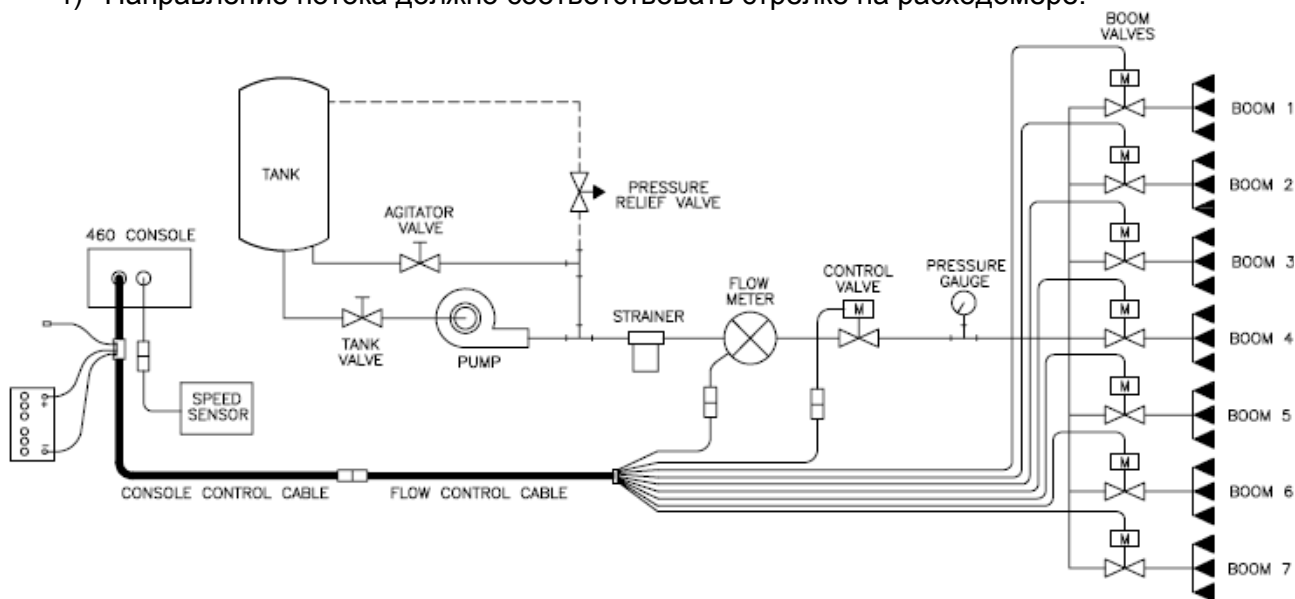 4) Направление потока должно соответствовать стрелке на расходомере.
BOOM
VALVES
M
BOOM 1
TANK
M
BOOM 2
PRESSURE
RELIEF VALVE
AGITATOR
VALVE
460 CONSOLE
M
BOOM 3
FLOW
METER
CONTROL
VALVE
PRESSURE
GAUGE
M
STRAINER
M
BOOM 4
TANK
VALVE
PUMP
SPEED
SENSOR
M
BOOM 5
M
BOOM 6
CONSOLE CONTROL CABLE
FLOW CONTROL CABLE
M
BOOM 7